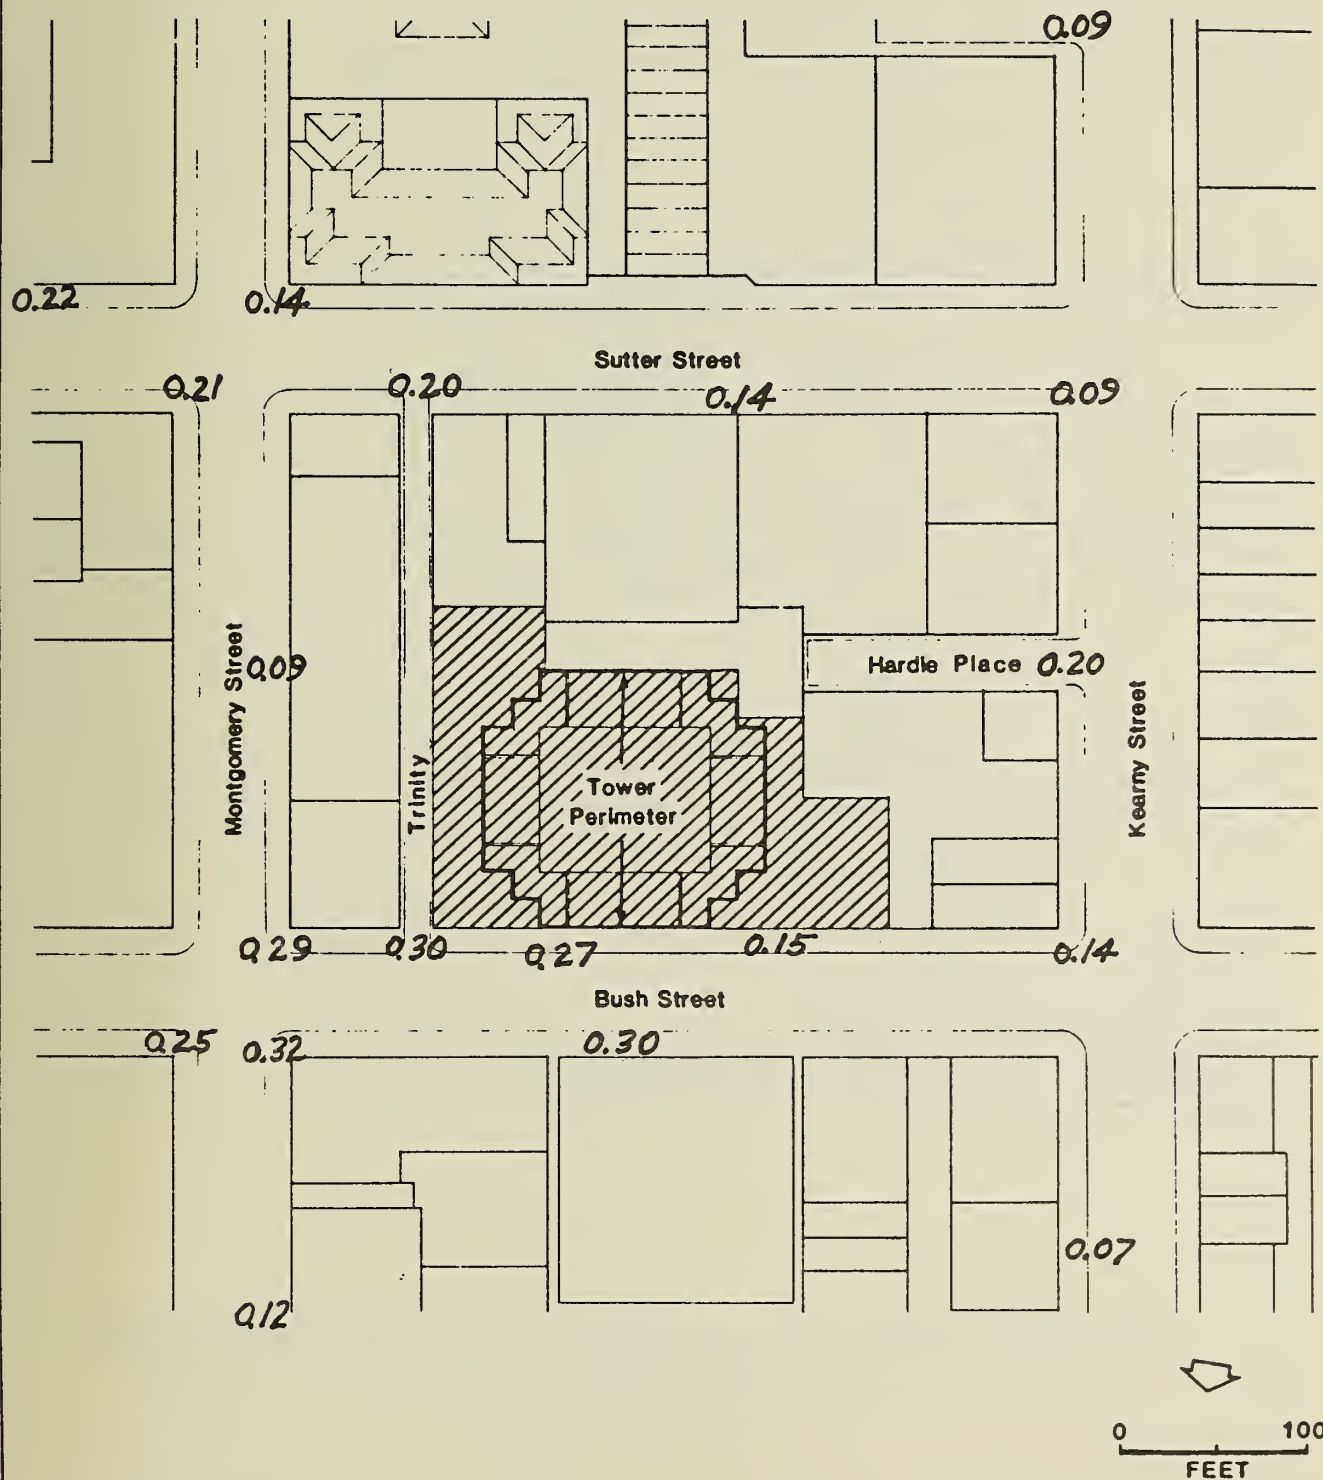 0.09
0.22
0.14
Sutter Street
0.21
0.20
0.14
0.09
Montgomery Street
0.09
Hardie Place 0.20
Trinity
Tower
Perimeter
Kearny Street
0.29
0.30
0.27
0.15
0.14
Bush Street
0.25
0.32
0.30
0.07
0.12
0 100
FEET